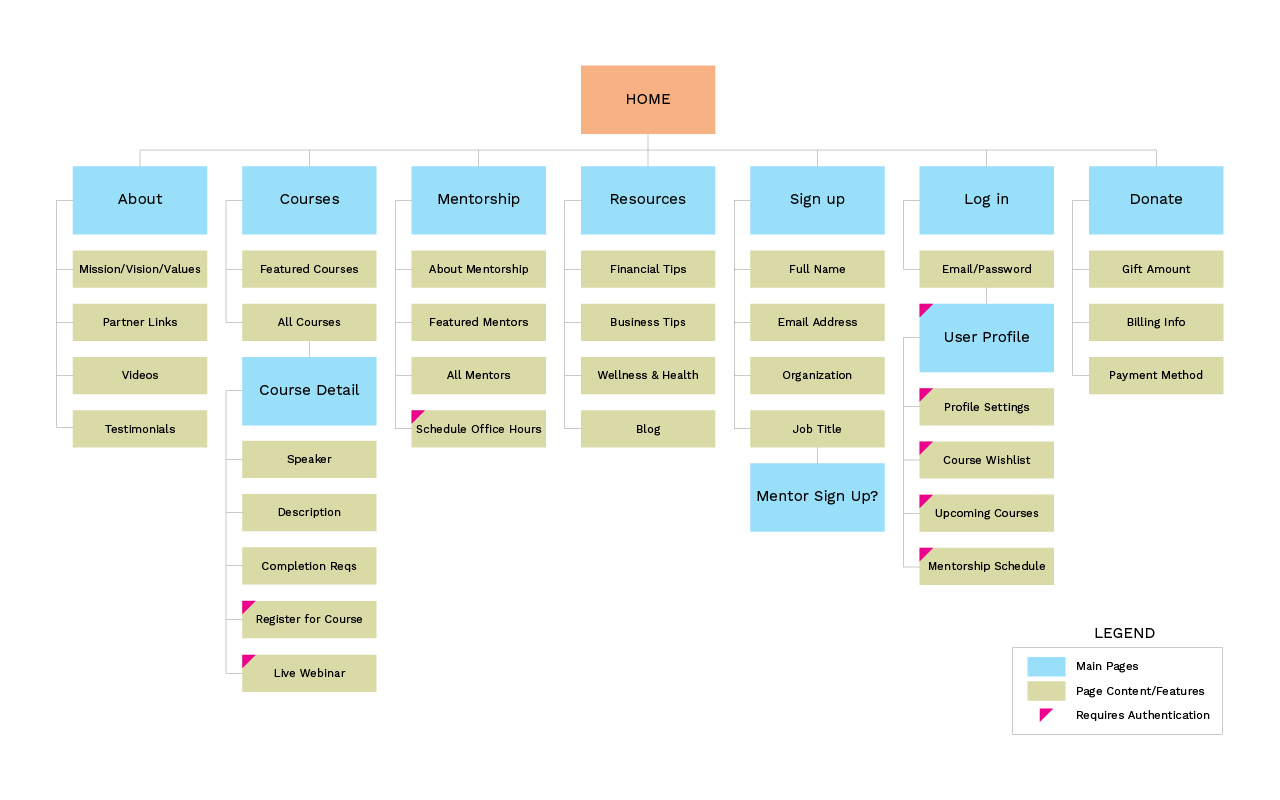 HOME
About
Courses
Mentorship
Resources
Sign up
Log in
Donate
Mission/Vision/Values
Partner Links
Videos
Testimonials
Featured Courses
All Courses
Course Detail
Speaker
Description
Completion Reqs
Register for Course
Live Webinar
About Mentorship
Featured Mentors
All Mentors
Schedule Office Hours
Financial Tips
Business Tips
Wellness & Health
Blog
Full Name
Email Address
Organization
Job Title
Mentor Sign Up?
Email/Password
User Profile
Profile Settings
Course Wishlist
Upcoming Courses
Mentorship Schedule
Gift Amount
Billing Info
Payment Method
LEGEND
Main Pages
Page Content/Features
Requires Authentication